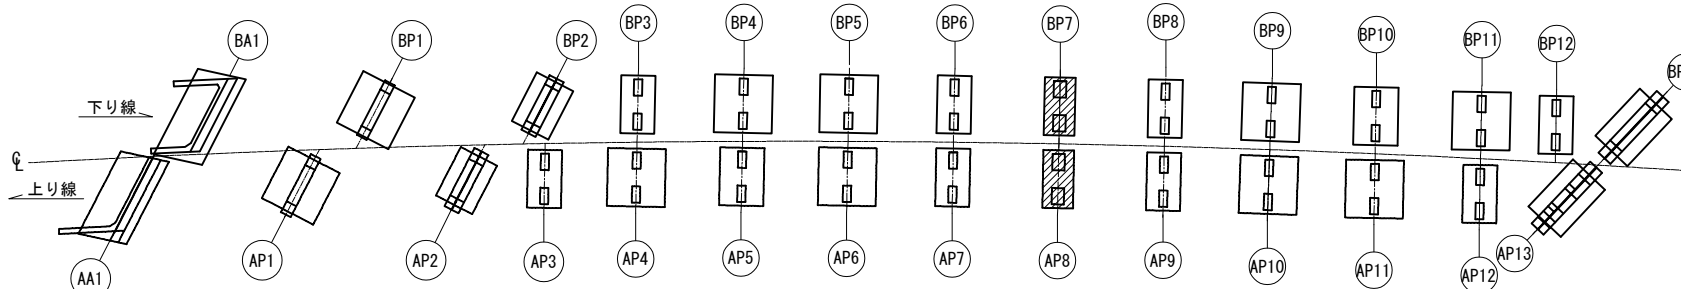 BA1
BP1
BP2
BP3
BP4
BP5
BP6
BP7
BP8
BP9
BP10
BP11
BP12
下り線
℄
上り線
AA1
AP1
AP2
AP3
AP4
AP5
AP6
AP7
AP8
AP9
AP10
AP11
AP12
AP13